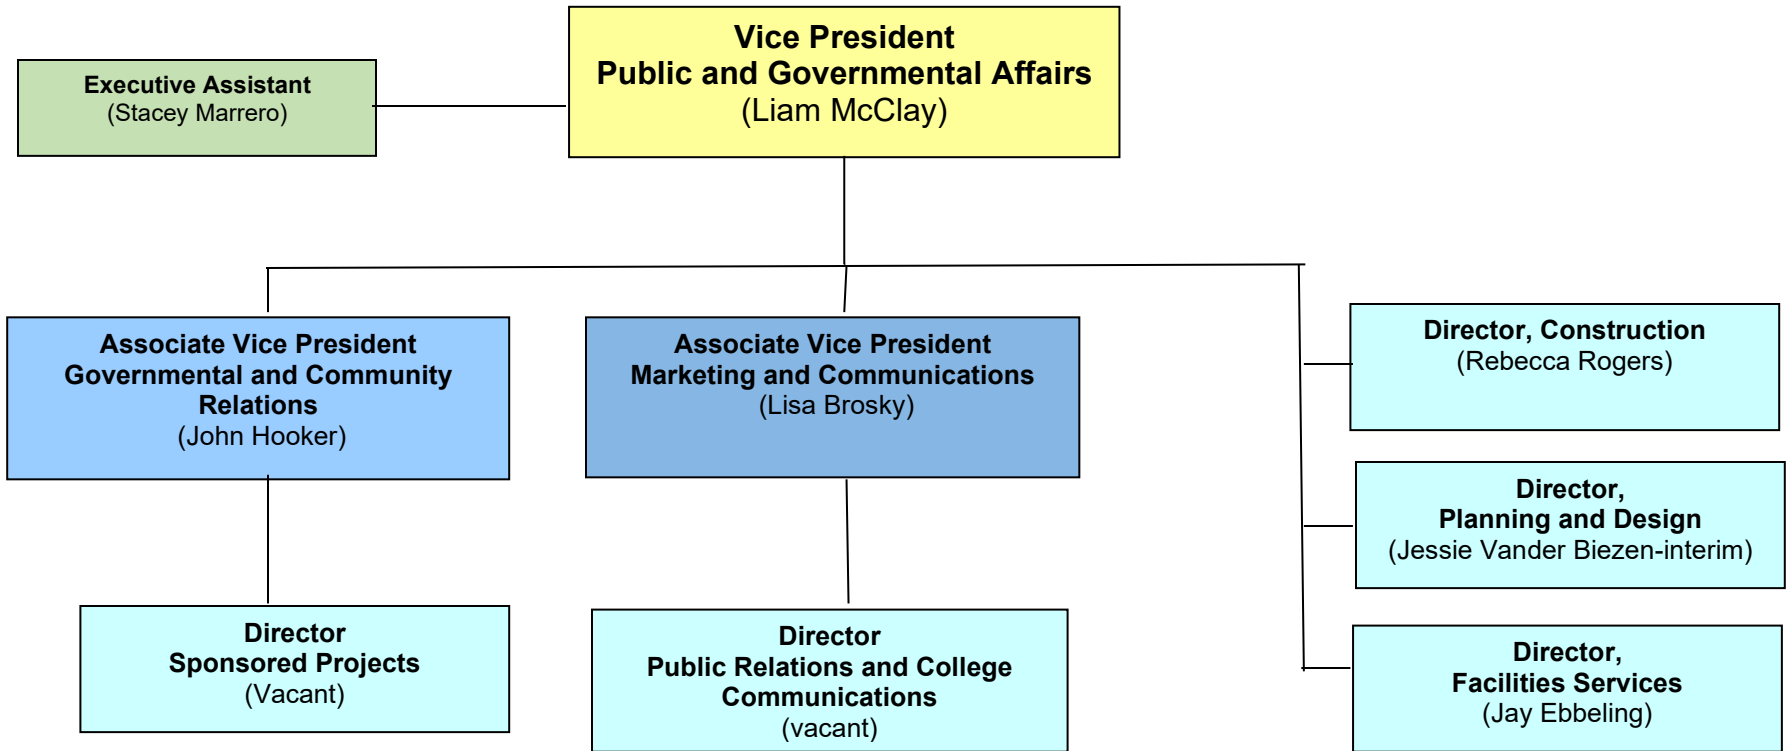 Vice President
Public and Governmental Affairs
(Liam McClay)
Executive Assistant
(Stacey Marrero)
Associate Vice President
Governmental and Community
Relations
(John Hooker)
Associate Vice President
Marketing and Communications
(Lisa Brosky)
Director, Construction
(Rebecca Rogers)
Director,
Planning and Design
(Jessie Vander Biezen-interim)
Director
Sponsored Projects
(Vacant)
Director
Public Relations and College
Communications
(vacant)
Director,
Facilities Services
(Jay Ebbeling)